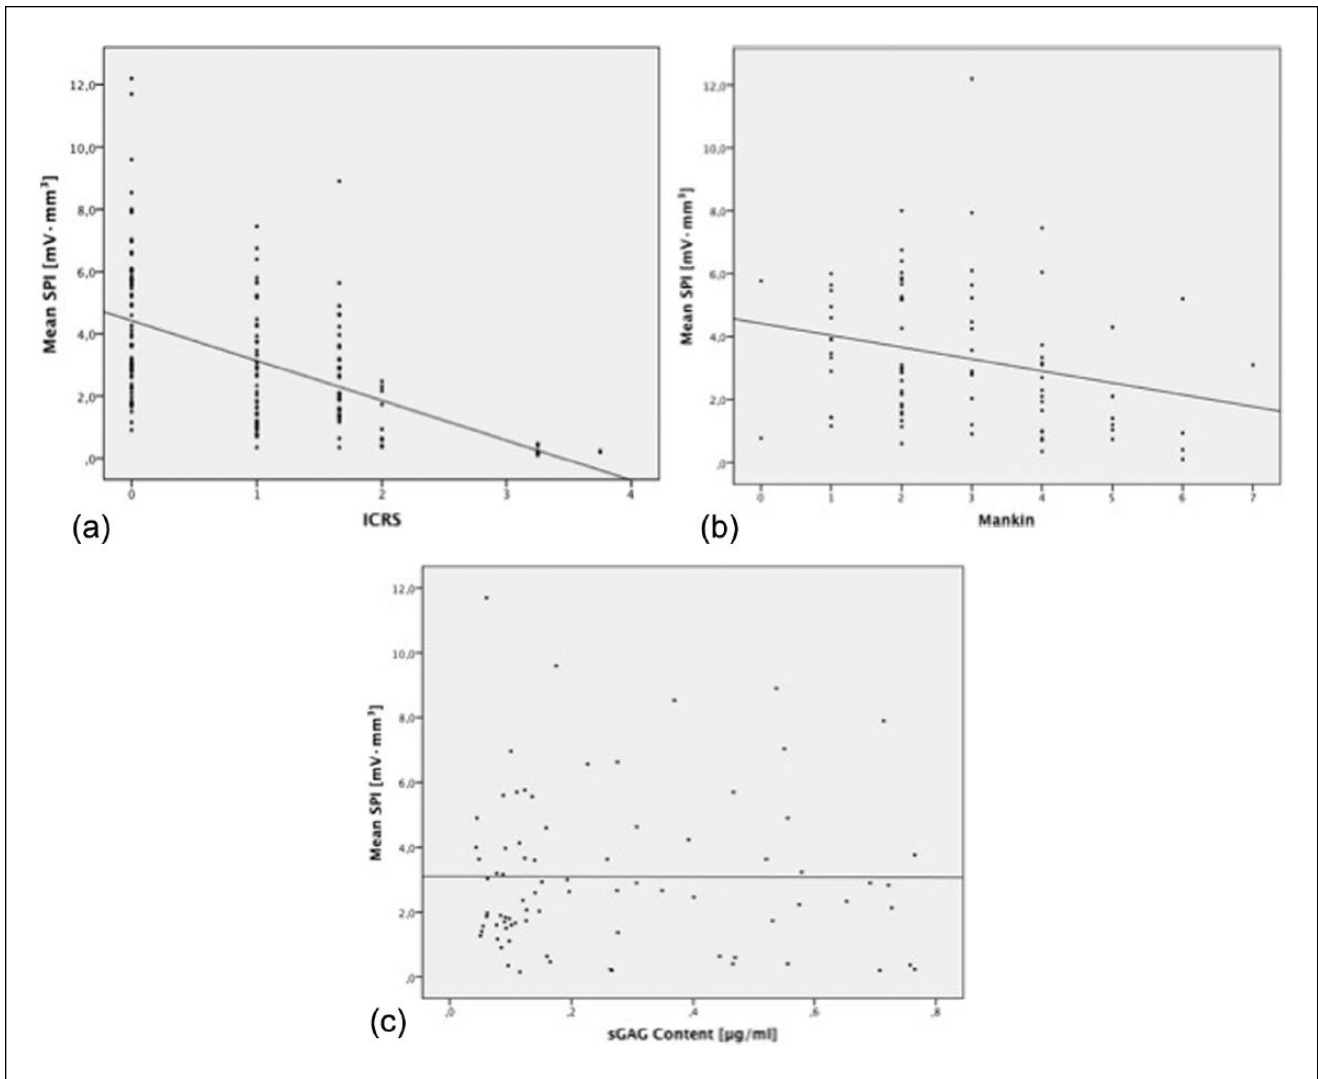 12,0
10,0
8,0
6,0
4,0
2,0
,0
Mean SPI [mV·mm³]
0 1 2 3 4
ICRS
(a)
12,0
10,0
8,0
6,0
4,0
2,0
,0
Mean SPI [mV·mm³]
0 1 2 3 4 5 6 7
Mankin
(b)
12,0
10,0
8,0
6,0
4,0
2,0
,0
Mean SPI [mV·mm³]
,0 ,2 ,4 ,6 ,8
sGAG Content [µg/ml]
(c)